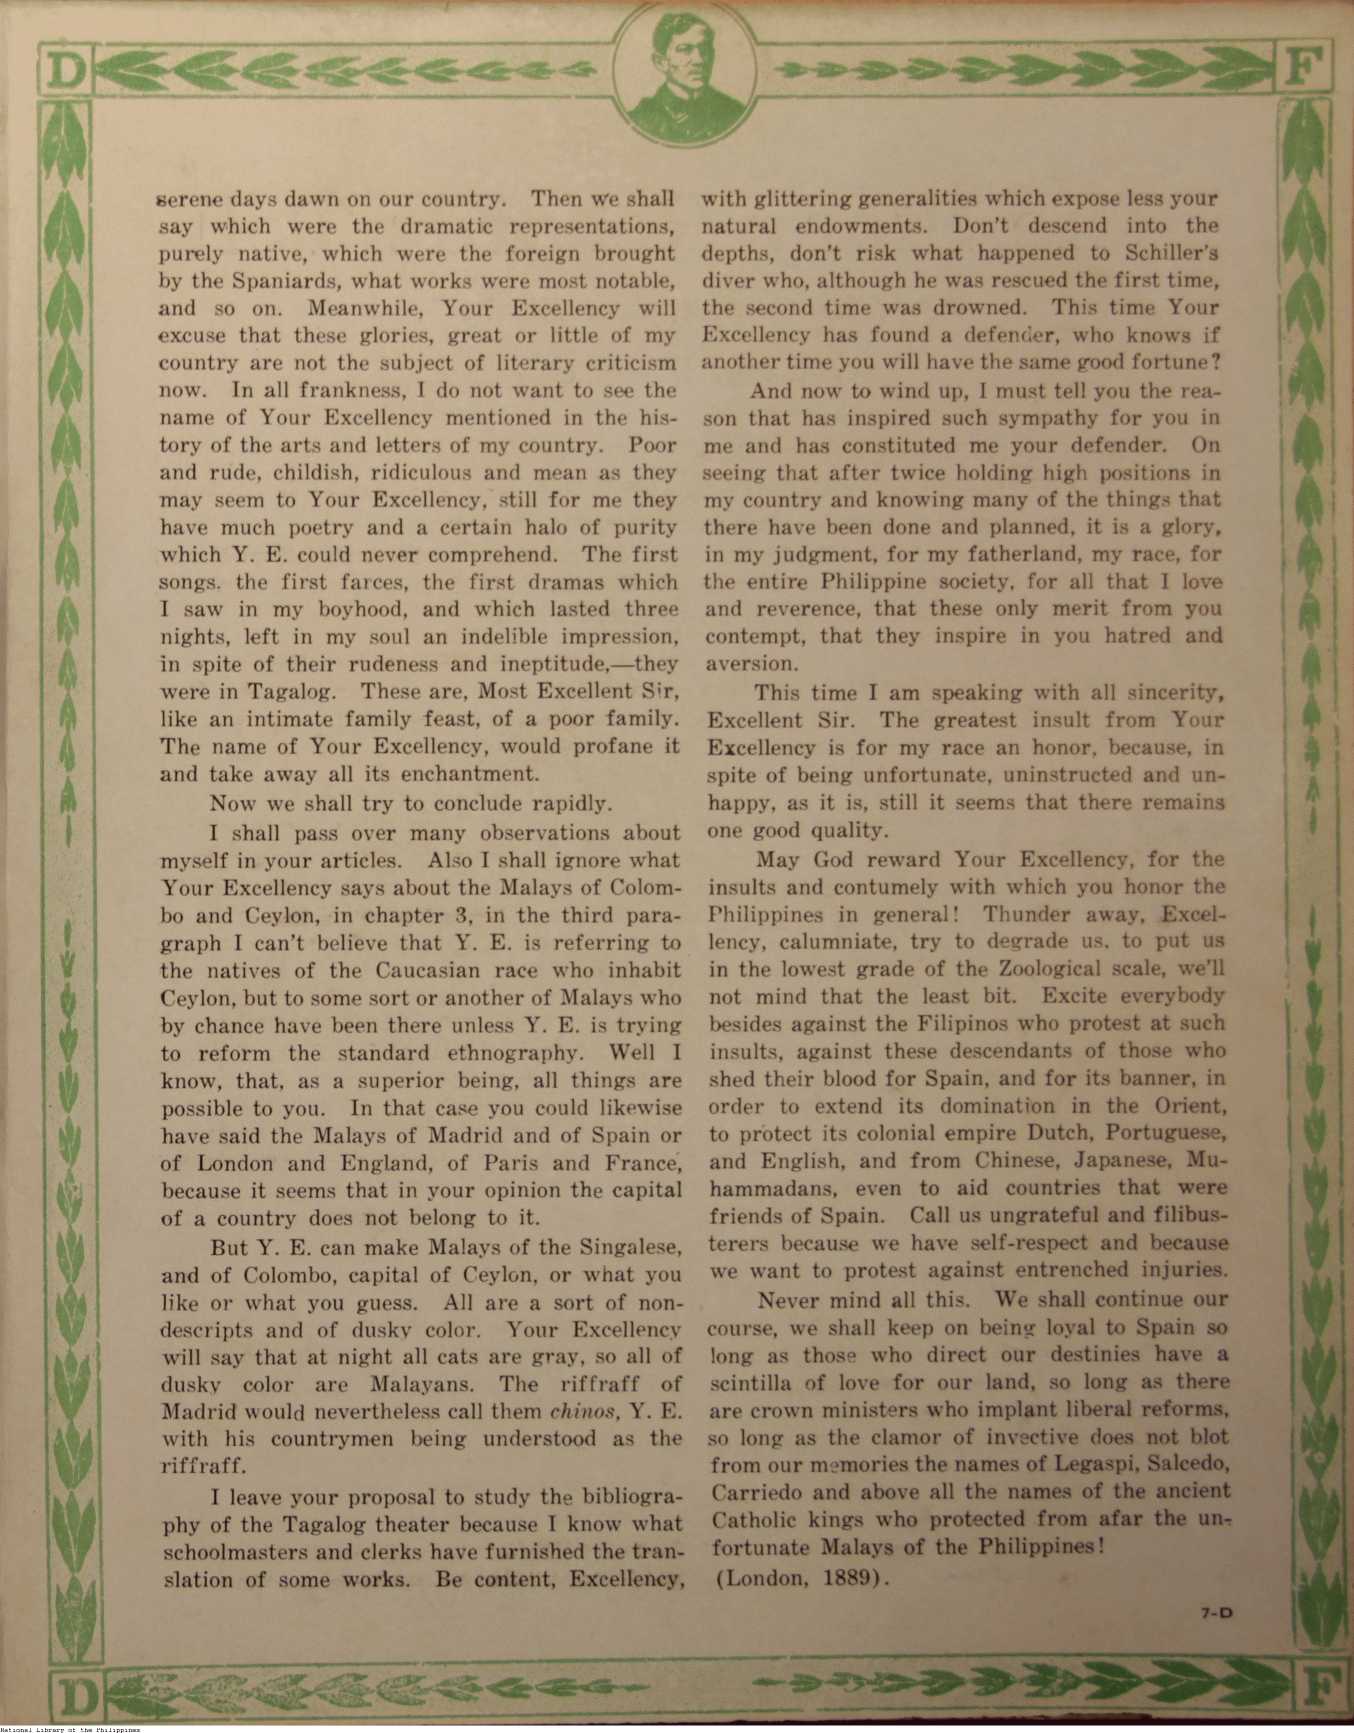 D
F
serene days dawn on our country. Then we shall
say which were the dramatic representations,
purely native, which were the foreign brought
by the Spaniards, what works were most notable,
and so on. Meanwhile, Your Excellency will
excuse that these glories, great or little of my
country are not the subject of literary criticism
now. In all frankness, I do not want to see the
name of Your Excellency mentioned in the his-
tory of the arts and letters of my country. Poor
and rude, childish, ridiculous and mean as they
may seem to Your Excellency, still for me they
have much poetry and a certain halo of purity
which Y. E. could never comprehend. The first
songs. the first farces, the first dramas which
I saw in my boyhood, and which lasted three
nights, left in my soul an indelible impression,
in spite of their rudeness and ineptitude,—they
were in Tagalog. These are, Most Excellent Sir,
like an intimate family feast, of a poor family.
The name of Your Excellency, would profane it
and take away all its enchantment.
Now we shall try to conclude rapidly.
I shall pass over many observations about
myself in your articles. Also I shall ignore what
Your Excellency says about the Malays of Colom-
bo and Ceylon, in chapter 3, in the third para-
graph I can't believe that Y. E. is referring to
the natives of the Caucasian race who inhabit
Ceylon, but to some sort or another of Malays who
by chance have been there unless Y. E. is trying
to reform the standard ethnography. Well I
know, that, as a superior being, all things are
possible to you. In that case you could likewise
have said the Malays of Madrid and of Spain or
of London and England, of Paris and France,
because it seems that in your opinion the capital
of a country does not belong to it.
But Y. E. can make Malays of the Singalese,
and of Colombo, capital of Ceylon, or what you
like or what you guess. All are a sort of non-
descripts and of dusky color. Your Excellency
will say that at night all cats are gray, so all of
dusky color are Malayans. The riffraff of
Madrid would nevertheless call them chinos, Y. E.
with his countrymen being understood as the
riffraff.
I leave your proposal to study the bibliogra-
phy of the Tagalog theater because I know what
schoolmasters and clerks have furnished the tran-
slation of some works. Be content, Excellency,
with glittering generalities which expose less your
natural endowments. Don't descend into the
depths, don't risk what happened to Schiller's
diver who, although he was rescued the first time,
the second time was drowned. This time Your
Excellency has found a defender, who knows if
another time you will have the same good fortune?
And now to wind up, I must tell you the rea-
son that has inspired such sympathy for you in
me and has constituted me your defender. On
seeing that after twice holding high positions in
my country and knowing many of the things that
there have been done and planned, it is a glory,
in my judgment, for my fatherland, my race, for
the entire Philippine society, for all that I love
and reverence, that these only merit from you
contempt, that they inspire in you hatred and
aversion.
This time I am speaking with all sincerity,
Excellent Sir. The greatest insult from Your
Excellency is for my race an honor, because, in
spite of being unfortunate, uninstructed and un-
happy, as it is, still it seems that there remains
one good quality.
May God reward Your Excellency, for the
insults and contumely with which you honor the
Philippines in general! Thunder away, Excel-
lency, calumniate, try to degrade us, to put us
in the lowest grade of the Zoological scale, we'll
not mind that the least bit. Excite everybody
besides against the Filipinos who protest at such
insults, against these descendants of those who
shed their blood for Spain, and for its banner, in
order to extend its domination in the Orient,
to protect its colonial empire Dutch, Portuguese,
and English, and from Chinese, Japanese, Mu-
hammadans, even to aid countries that were
friends of Spain. Call us ungrateful and filibus-
terers because we have self-respect and because
we want to protest against entrenched injuries.
Never mind all this. We shall continue our
course, we shall keep on being loyal to Spain so
long as those who direct our destinies have a
scintilla of love for our land, so long as there
are crown ministers who implant liberal reforms,
so long as the clamor of invective does not blot
from our memories the names of Legaspi, Salcedo,
Carriedo and above all the names of the ancient
Catholic kings who protected from afar the un-
fortunate Malays of the Philippines!
(London, 1889).
7-D
D
F
National Library of the Philippines